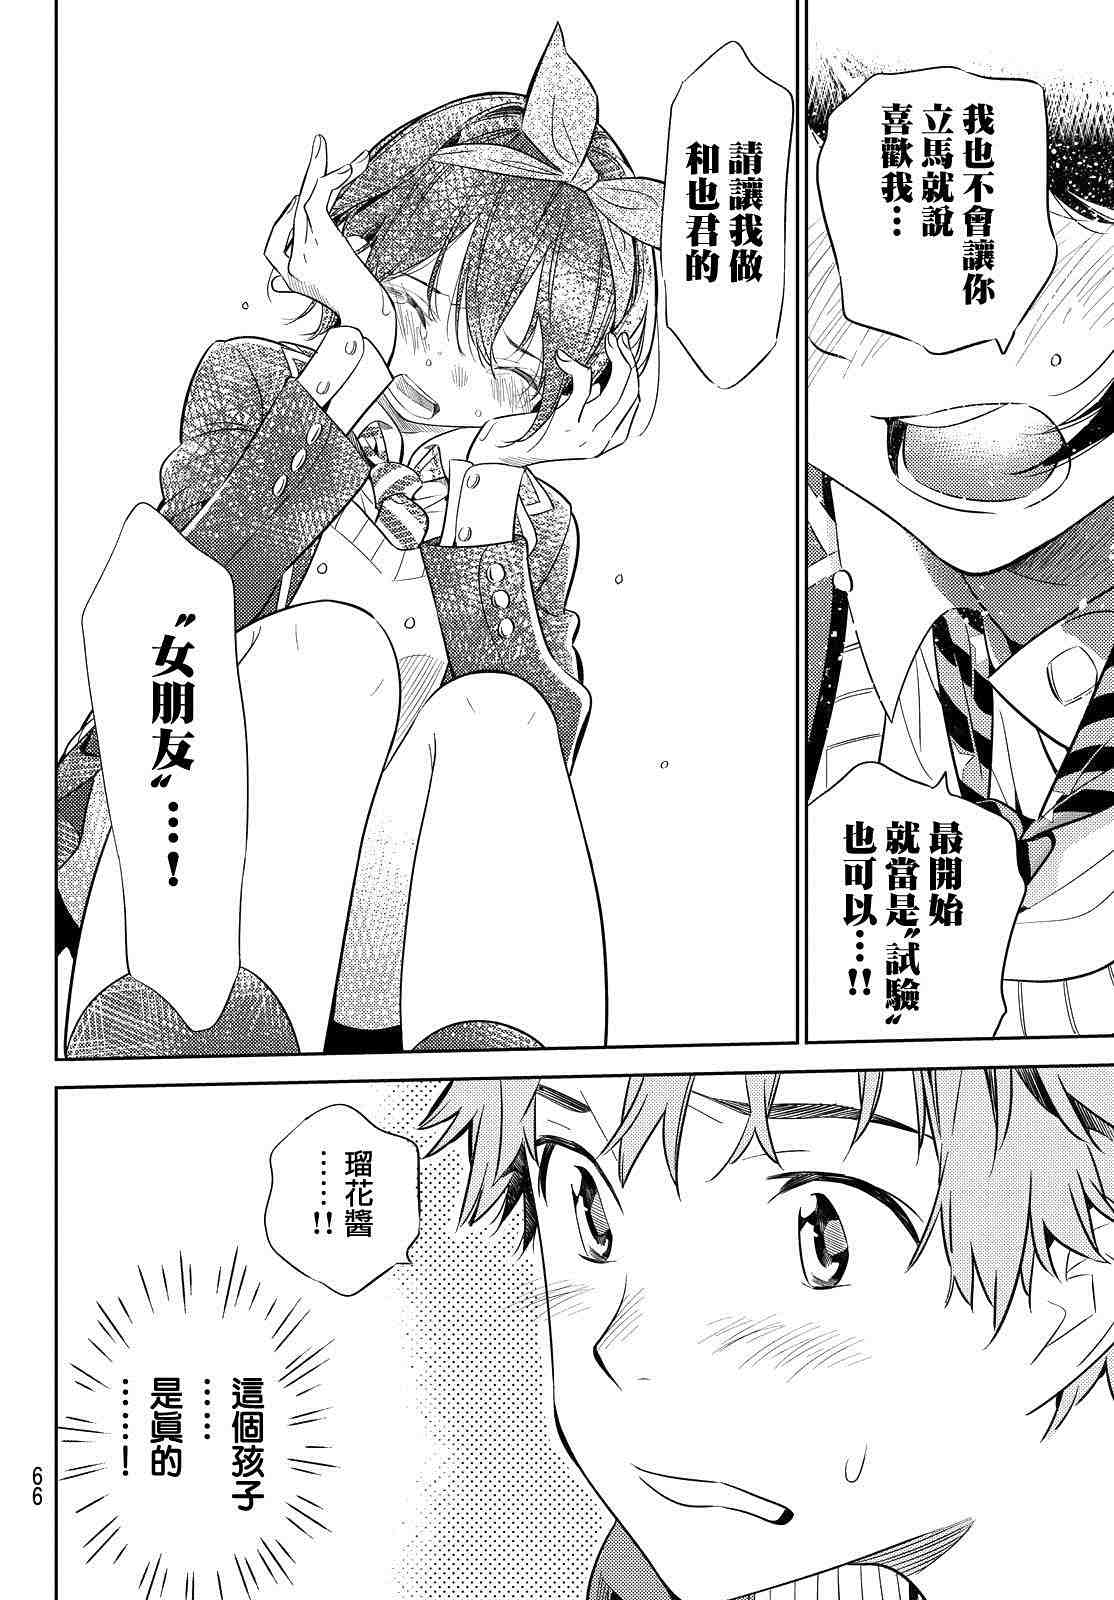 我也不會讓你
立馬就說
喜歡我…
最開始
就當是〝試驗〞
也可以…!!
請讓我做
和也君的
〝女朋友〞…!
瑠花醬
……!!
這個孩子
……
是眞的
……!
66